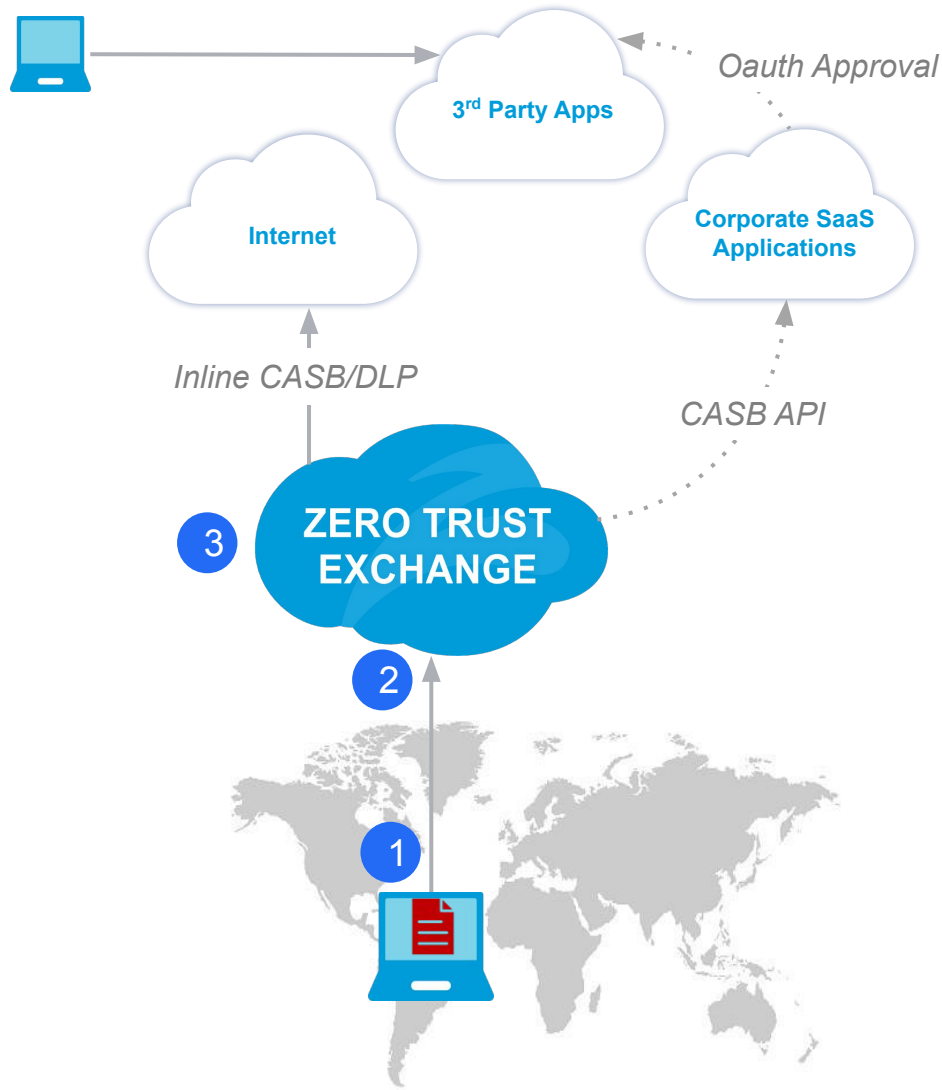 Oauth Approval
3rd Party Apps
Internet
Corporate SaaS
Applications
Inline CASB/DLP
CASB API
ZERO TRUST
EXCHANGE
3
2
1